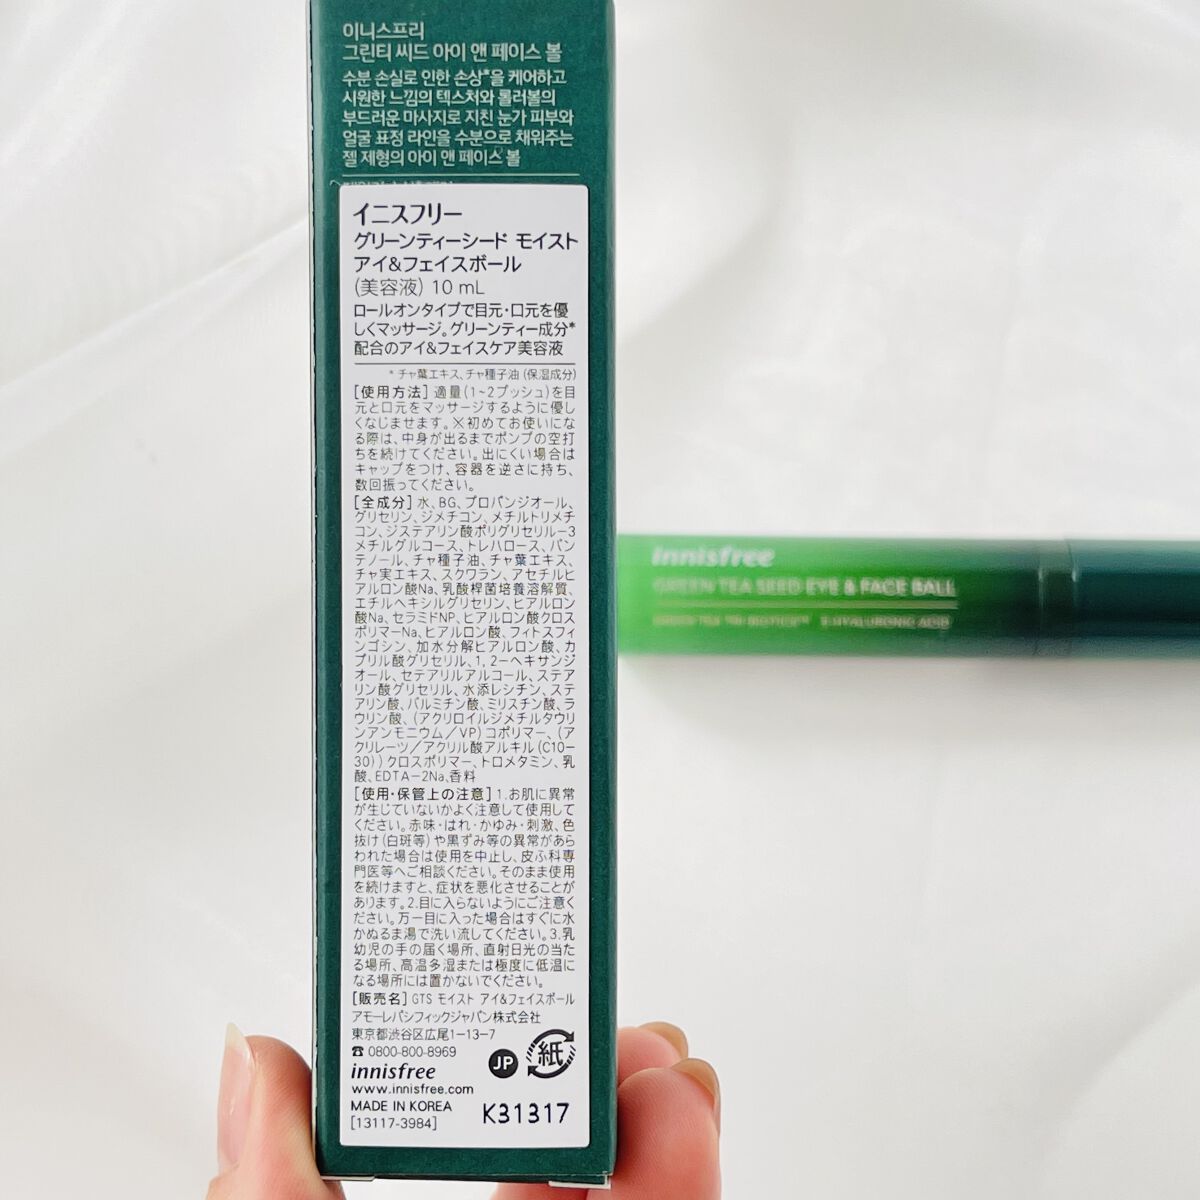 이니스프리
그린티 씨드 아이 앤 페이스 볼
수분 손실로 인한 손상*을 케어하고
시원한 느낌의 텍스처와 롤러볼의
부드러운 마사지로 지친 눈가 피부와
얼굴 표정 라인을 수분으로 채워주는
젤 제형의 아이 앤 페이스 볼
イニスフリー
グリーンティーシード モイスト
アイ&フェイスボール
(美容液) 10 mL
ロールオンタイプで目元・口元を優
しくマッサージ。グリーンティー成分*
配合のアイ&フェイスケア美容液
* チャ葉エキス、チャ種子油 (保湿成分)
[使用方法] 適量(1~2プッシュ)を目
元と口元をマッサージするように優し
くなじませます。※初めてお使いにな
る際は、中身が出るまでポンプの空打
ちを続けてください。出にくい場合は
キャップをつけ、容器を逆さに持ち、
数回振ってください。
[全成分] 水、BG、プロパンジオール、
グリセリン、ジメチコン、メチルトリメチ
コン、ジステアリン酸ポリグリセリル-3
メチルグルコース、トレハロース、パン
テノール、チャ種子油、チャ葉エキス、
チャ実エキス、スクワラン、アセチルヒ
アルロン酸Na、乳酸桿菌培養溶解質、
エチルヘキシルグリセリン、ヒアルロン
酸Na、セラミドNP、ヒアルロン酸クロス
ポリマーNa、ヒアルロン酸、フィトスフィ
ンゴシン、加水分解ヒアルロン酸、カ
プリル酸グリセリル、1,2-ヘキサンジ
オール、セテアリルアルコール、ステア
リン酸グリセリル、水添レシチン、ステ
アリン酸、パルミチン酸、ミリスチン酸、ラ
ウリン酸、(アクリロイルジメチルタウリ
ンアンモニウム/VP)コポリマー、(ア
クリレーツ/アクリル酸アルキル(C10-
30))クロスポリマー、トロメタミン、乳
酸、EDTA-2Na、香料
[使用・保管上の注意] 1.お肌に異常
が生じていないかよく注意して使用して
ください。赤味・はれ・かゆみ・刺激、色
抜け(白斑等)や黒ずみ等の異常があら
われた場合は使用を中止し、皮ふ科専
門医等へご相談ください。そのまま使用
を続けますと、症状を悪化させることが
あります。2.目に入らないようにご注意く
ださい。万一目に入った場合はすぐに水
かぬるま湯で洗い流してください。3.乳
幼児の手の届く場所、直射日光の当た
る場所、高温多湿または極度に低温に
なる場所には置かないでください。
[販売名] GTS モイスト アイ&フェイスボール
アモーレパシフィックジャパン株式会社
東京都渋谷区広尾1-13-7
☎ 0800-800-8969
innisfree
www.innisfree.com
MADE IN KOREA
[13117-3984]
JP
紙
K31317
innisfree
GREEN TEA SEED EYE & FACE BALL
GREEN TEA TRI-BIOTICS™ 5 HYALURONIC ACID